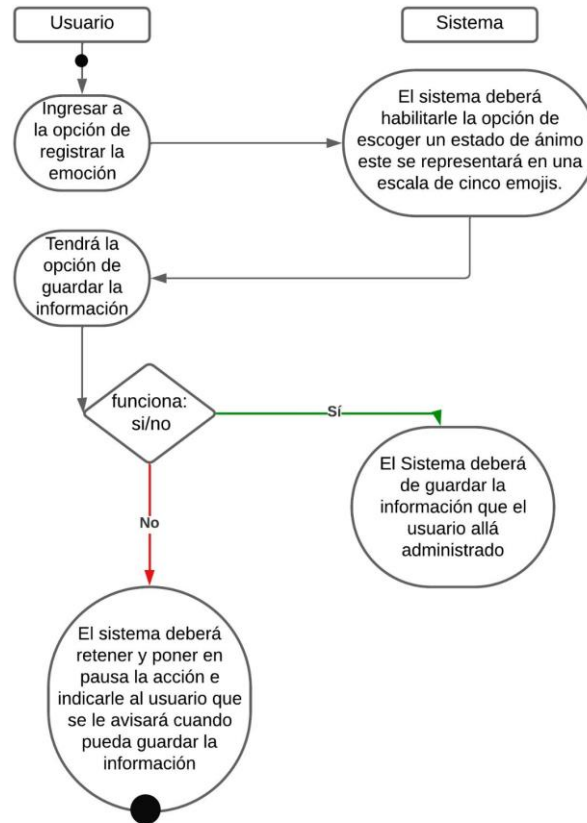 Usuario
Sistema
Ingresar a
la opción de
registrar la
emoción
El sistema deberá
habilitarle la opción de
escoger un estado de ánimo
este se representará en una
escala de cinco emojis.
Tendrá la
opción de
guardar la
información
funciona:
si/no
Sí
No
El Sistema deberá
de guardar la
información que el
usuario allá
administrado
El sistema deberá
retener y poner en
pausa la acción e
indicarle al usuario que
se le avisará cuando
pueda guardar la
información